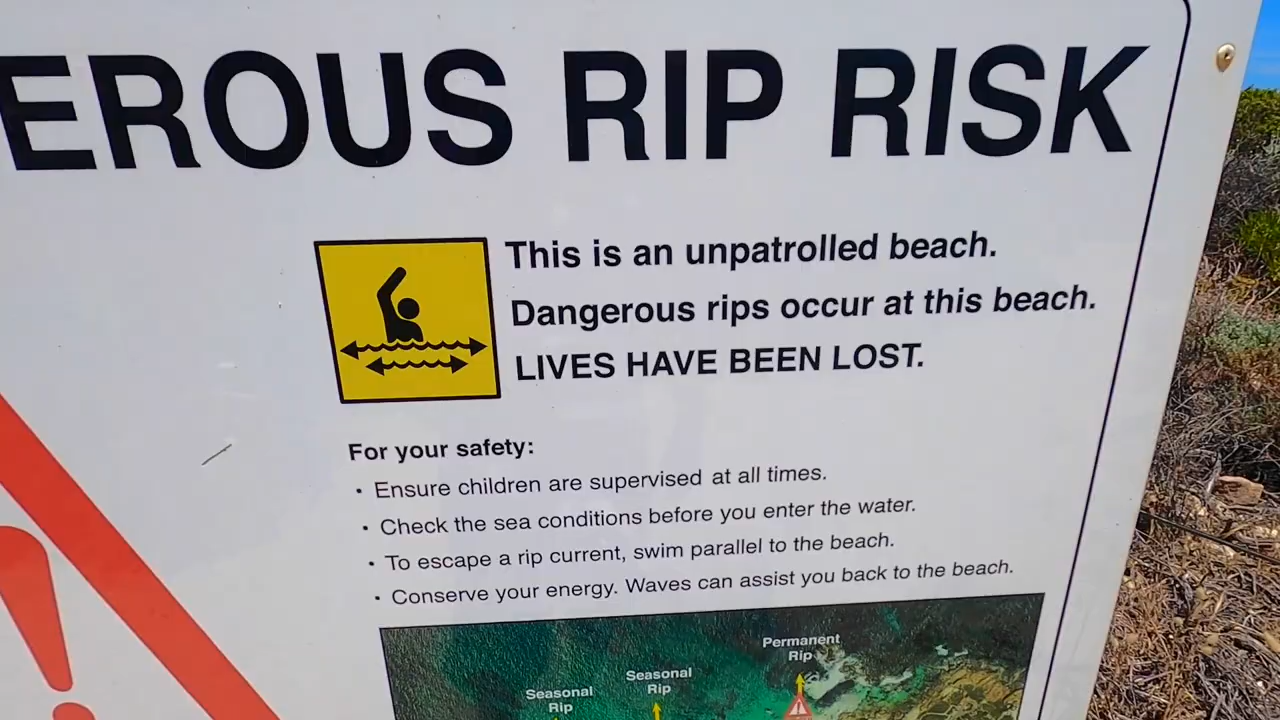 EROUS RIP RISK
This is an unpatrolled beach.
Dangerous rips occur at this beach.
LIVES HAVE BEEN LOST.
For your safety:
• Ensure children are supervised at all times.
• Check the sea conditions before you enter the water.
• To escape a rip current, swim parallel to the beach.
• Conserve your energy. Waves can assist you back to the beach.
Permanent
Rip
Seasonal
Rip
Seasonal
Rip